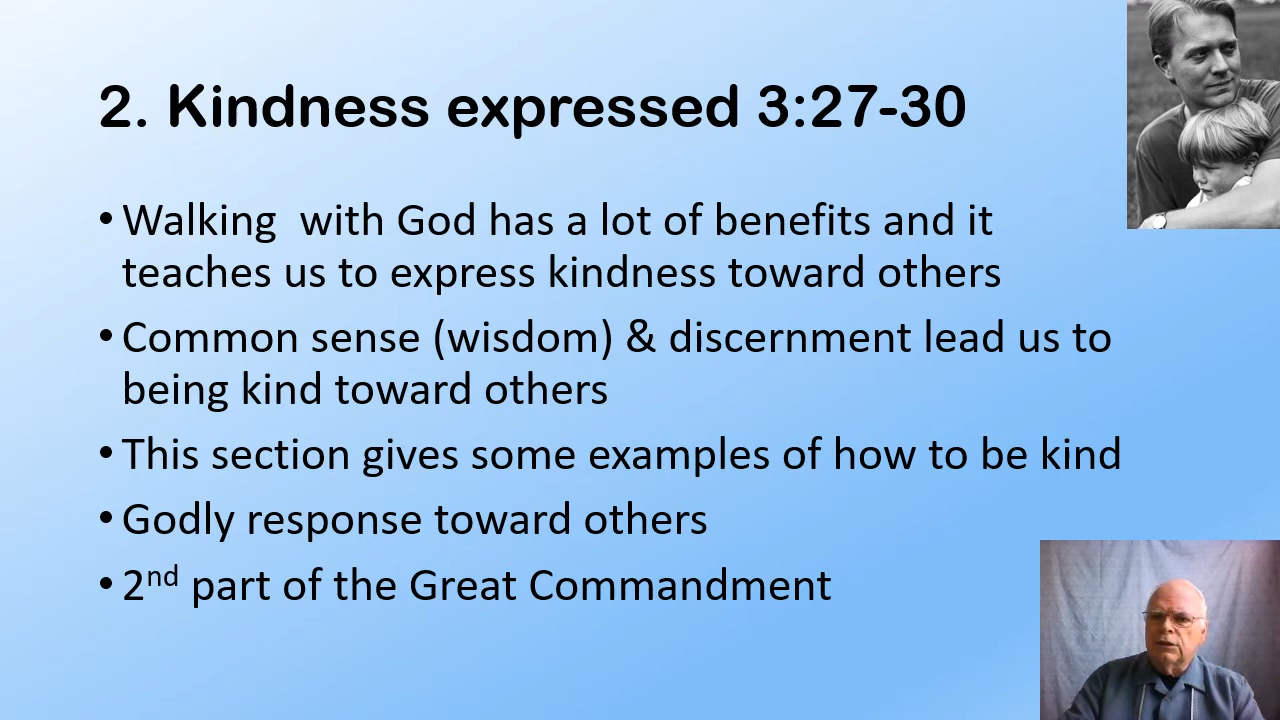 2. Kindness expressed 3:27-30
• Walking  with God has a lot of benefits and it
teaches us to express kindness toward others
• Common sense (wisdom) & discernment lead us to
being kind toward others
• This section gives some examples of how to be kind
• Godly response toward others
• 2nd part of the Great Commandment